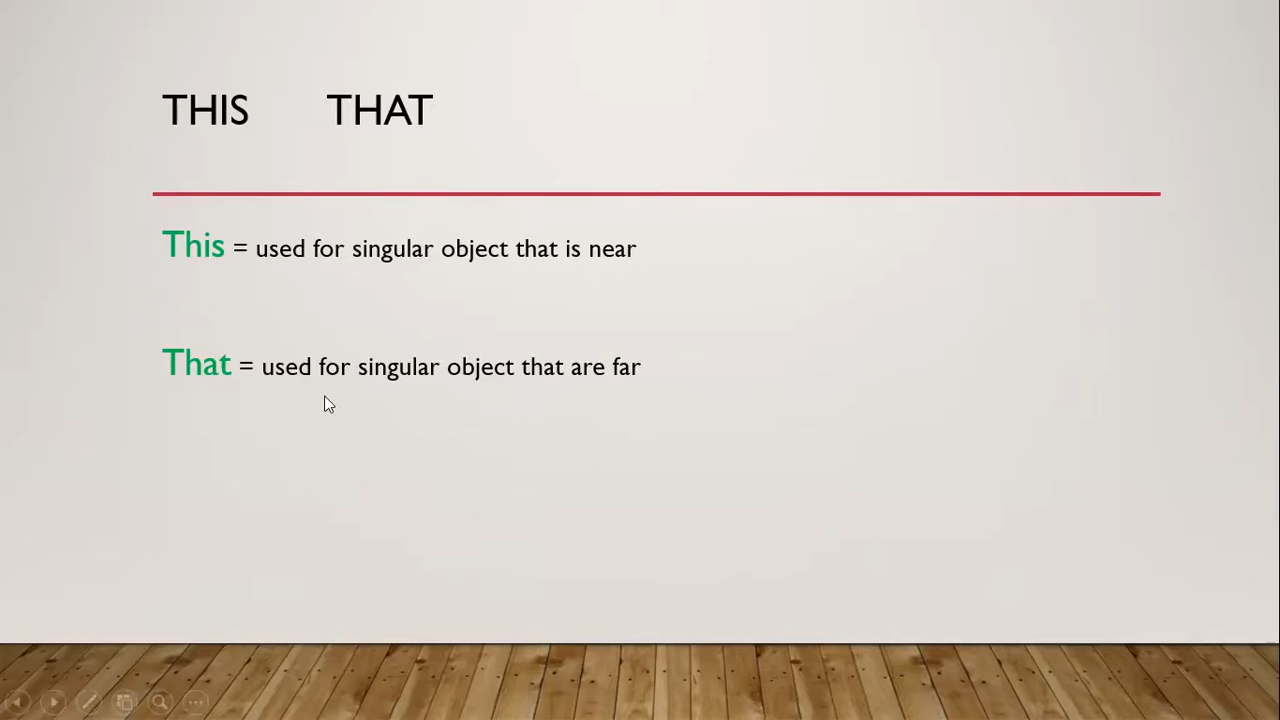 THIS THAT
This = used for singular object that is near
That = used for singular object that are far